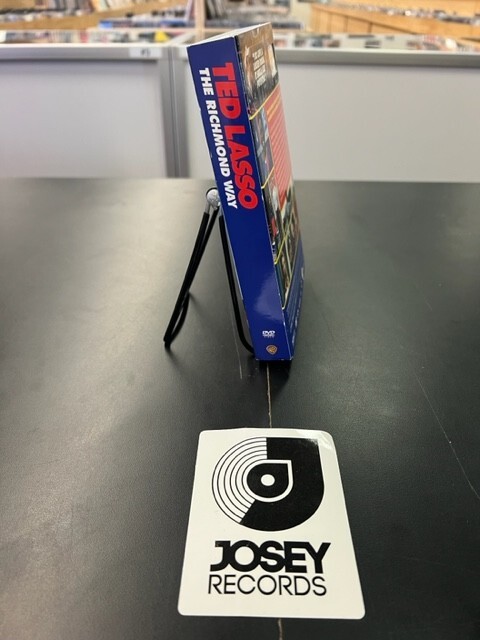 TED LASSO
THE RICHMOND WAY
DVD
JOSEY
RECORDS